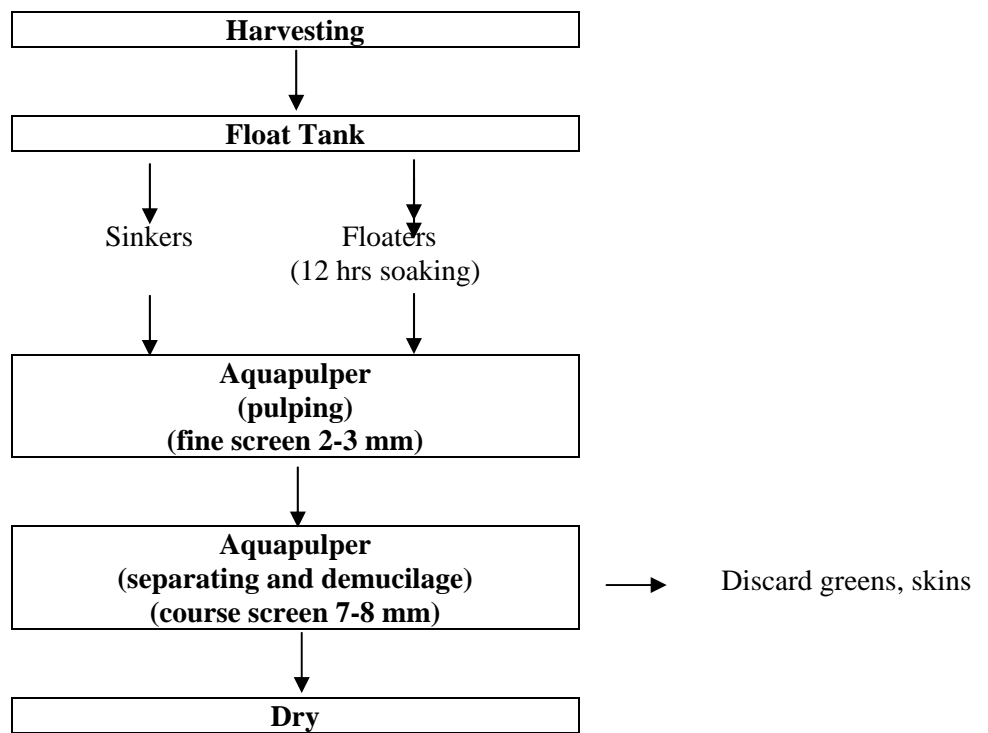 Harvesting
Float Tank
Sinkers
Floaters
(12 hrs soaking)
Aquapulper
(pulping)
(fine screen 2-3 mm)
Aquapulper
(separating and demucilage)
(course screen 7-8 mm)
Discard greens, skins
Dry